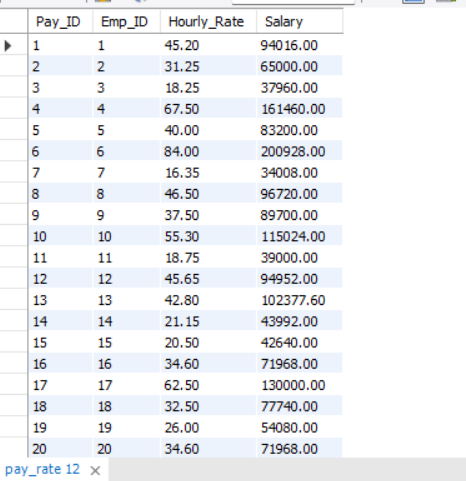 Pay_ID Emp_ID Hourly_Rate Salary
1 1 45.20 94016.00
2 2 31.25 65000.00
3 3 18.25 37960.00
4 4 67.50 161460.00
5 5 40.00 83200.00
6 6 84.00 200928.00
7 7 16.35 34008.00
8 8 46.50 96720.00
9 9 37.50 89700.00
10 10 55.30 115024.00
11 11 18.75 39000.00
12 12 45.65 94952.00
13 13 42.80 102377.60
14 14 21.15 43992.00
15 15 20.50 42640.00
16 16 34.60 71968.00
17 17 62.50 130000.00
18 18 32.50 77740.00
19 19 26.00 54080.00
20 20 34.60 71968.00
pay_rate 12